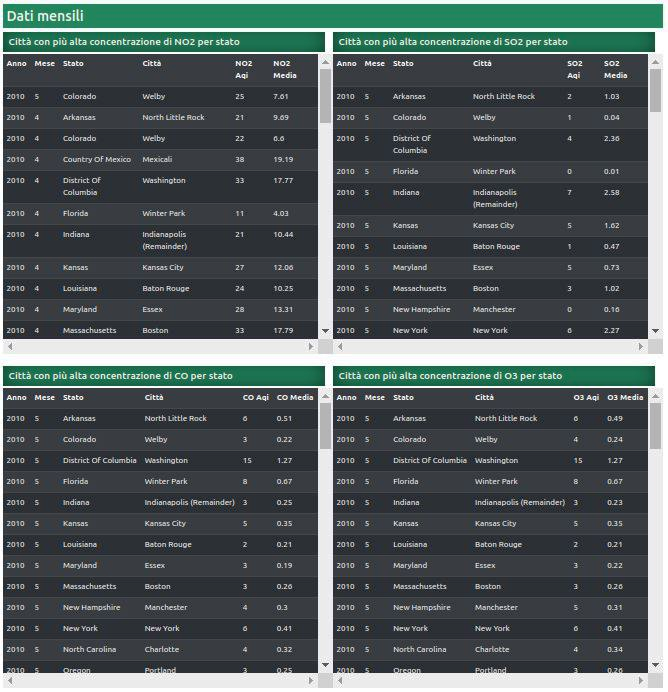 Dati mensili
Città con più alta concentrazione di NO2 per stato
Anno Mese Stato Città NO2 Aqi NO2 Media
2010 5 Colorado Welby 25 7.61
2010 4 Arkansas North Little Rock 21 9.69
2010 4 Colorado Welby 22 6.6
2010 4 Country Of Mexico Mexicali 38 19.19
2010 4 District Of Columbia Washington 33 17.77
2010 4 Florida Winter Park 11 4.03
2010 4 Indiana Indianapolis (Remainder) 21 10.44
2010 4 Kansas Kansas City 27 12.06
2010 4 Louisiana Baton Rouge 24 10.25
2010 4 Maryland Essex 28 13.31
2010 4 Massachusetts Boston 33 17.79
Città con più alta concentrazione di SO2 per stato
Anno Mese Stato Città SO2 Aqi SO2 Media
2010 5 Arkansas North Little Rock 2 1.03
2010 5 Colorado Welby 1 0.04
2010 5 District Of Columbia Washington 4 2.36
2010 5 Florida Winter Park 0 0.01
2010 5 Indiana Indianapolis (Remainder) 7 2.58
2010 5 Kansas Kansas City 5 1.62
2010 5 Louisiana Baton Rouge 1 0.47
2010 5 Maryland Essex 5 0.73
2010 5 Massachusetts Boston 3 1.02
2010 5 New Hampshire Manchester 0 0.16
2010 5 New York New York 6 2.27
Città con più alta concentrazione di CO per stato
Anno Mese Stato Città CO Aqi CO Media
2010 5 Arkansas North Little Rock 6 0.51
2010 5 Colorado Welby 3 0.22
2010 5 District Of Columbia Washington 15 1.27
2010 5 Florida Winter Park 8 0.67
2010 5 Indiana Indianapolis (Remainder) 3 0.25
2010 5 Kansas Kansas City 5 0.35
2010 5 Louisiana Baton Rouge 2 0.21
2010 5 Maryland Essex 3 0.19
2010 5 Massachusetts Boston 3 0.26
2010 5 New Hampshire Manchester 4 0.3
2010 5 New York New York 6 0.41
2010 5 North Carolina Charlotte 4 0.32
2010 5 Oregon Portland 3 0.25
Città con più alta concentrazione di O3 per stato
Anno Mese Stato Città O3 Aqi O3 Media
2010 5 Arkansas North Little Rock 6 0.49
2010 5 Colorado Welby 4 0.24
2010 5 District Of Columbia Washington 15 1.27
2010 5 Florida Winter Park 8 0.67
2010 5 Indiana Indianapolis (Remainder) 3 0.23
2010 5 Kansas Kansas City 5 0.35
2010 5 Louisiana Baton Rouge 2 0.21
2010 5 Maryland Essex 3 0.22
2010 5 Massachusetts Boston 3 0.26
2010 5 New Hampshire Manchester 5 0.31
2010 5 New York New York 6 0.41
2010 5 North Carolina Charlotte 4 0.34
2010 5 Oregon Portland 3 0.26